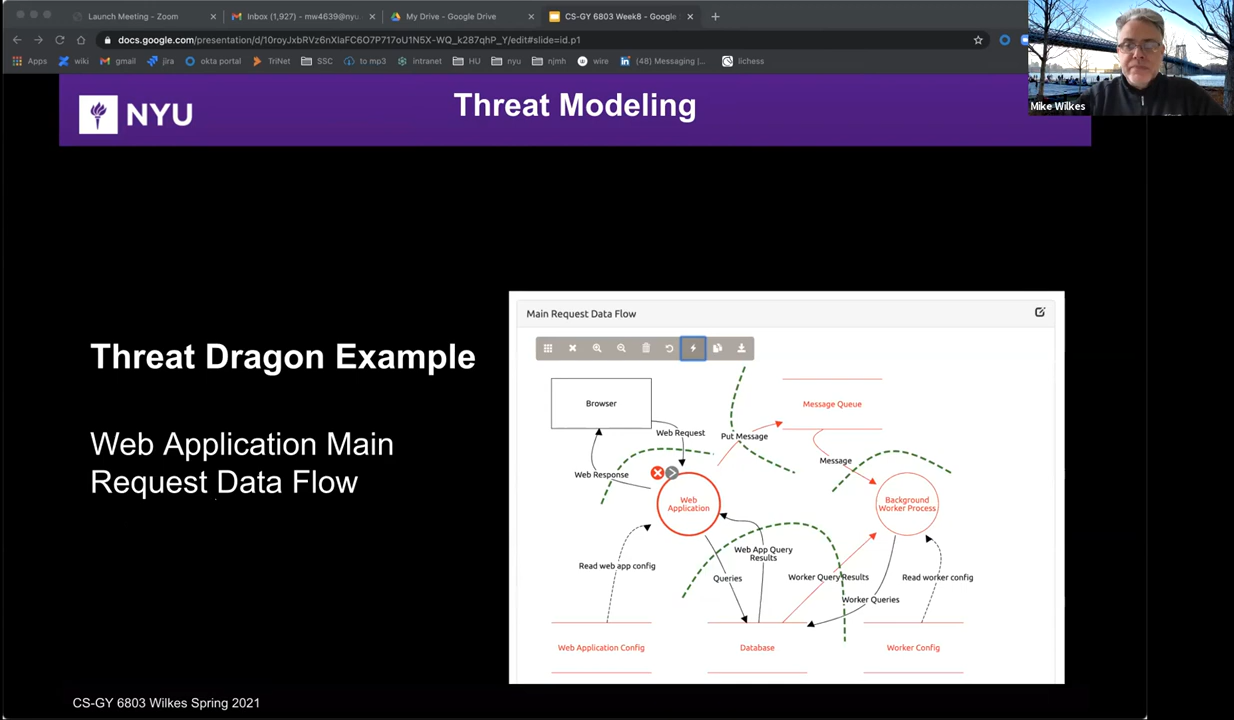 Launch Meeting - Zoom
Inbox (1,927) - mw4639@nyu
My Drive - Google Drive
CS-GY 6803 Week8 - Google
docs.google.com/presentation/d/10royJxbRVz6nXlaFC6O7P717oU1N5X-WQ_k287qhP_Y/edit#slide=id.p1
Apps
wiki
gmail
jira
okta portal
TriNet
SSC
to mp3
intranet
HU
nyu
njmh
wire
(48) Messaging |...
lichess
Mike Wilkes
NYU
Threat Modeling
Threat Dragon Example
Web Application Main
Request Data Flow
Main Request Data Flow
Browser
Message Queue
Web Request
Put Message
Message
Web Response
Web
Application
Background
Worker Process
Web App Query
Results
Read web app config
Queries
Worker Query Results
Read worker config
Worker Queries
Web Application Config
Database
Worker Config
CS-GY 6803 Wilkes Spring 2021